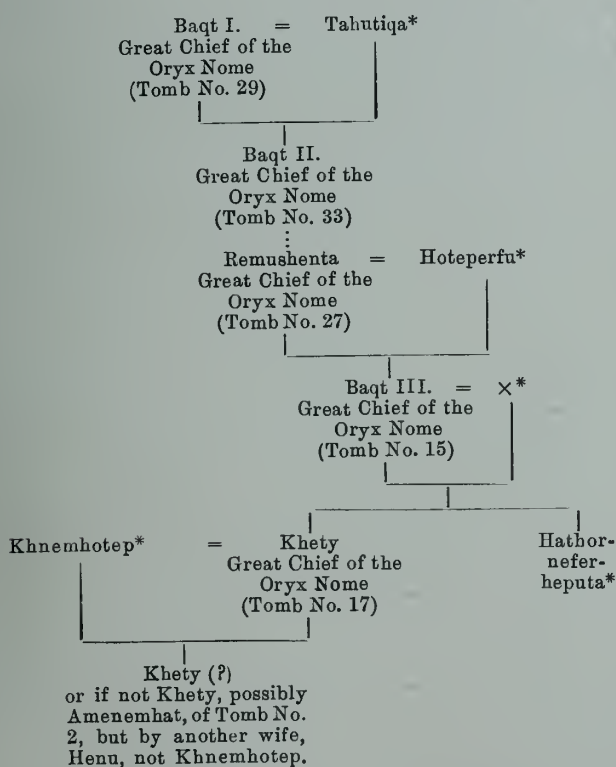 Baqt I. = Tahutiqa*
Great Chief of the
Oryx Nome
(Tomb No. 29)
Baqt II.
Great Chief of the
Oryx Nome
(Tomb No. 33)
Remushenta = Hoteperfu*
Great Chief of the
Oryx Nome
(Tomb No. 27)
Baqt III. = ×*
Great Chief of the
Oryx Nome
(Tomb No. 15)
Khnemhotep* = Khety
Great Chief of the
Oryx Nome
(Tomb No. 17)
Hathor-
nefer-
heputa*
Khety (?)
or if not Khety, possibly
Amenemhat, of Tomb No.
2, but by another wife,
Henu, not Khnemhotep.